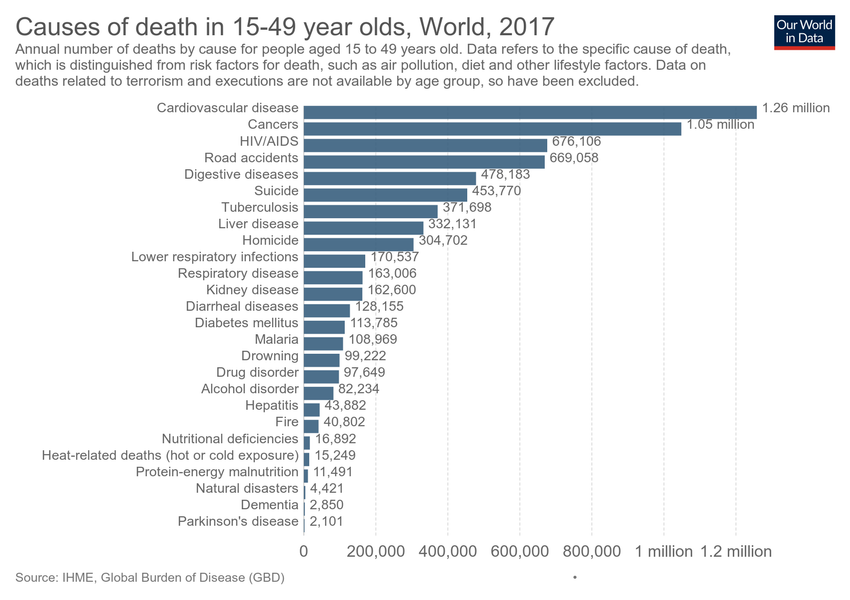 Causes of death in 15-49 year olds, World, 2017
Our World
in Data
Annual number of deaths by cause for people aged 15 to 49 years old. Data refers to the specific cause of death,
which is distinguished from risk factors for death, such as air pollution, diet and other lifestyle factors. Data on
deaths related to terrorism and executions are not available by age group, so have been excluded.
Cardiovascular disease 1.26 million
Cancers 1.05 million
HIV/AIDS 676,106
Road accidents 669,058
Digestive diseases 478,183
Suicide 453,770
Tuberculosis 371,698
Liver disease 332,131
Homicide 304,702
Lower respiratory infections 170,537
Respiratory disease 163,006
Kidney disease 162,600
Diarrheal diseases 128,155
Diabetes mellitus 113,785
Malaria 108,969
Drowning 99,222
Drug disorder 97,649
Alcohol disorder 82,234
Hepatitis 43,882
Fire 40,802
Nutritional deficiencies 16,892
Heat-related deaths (hot or cold exposure) 15,249
Protein-energy malnutrition 11,491
Natural disasters 4,421
Dementia 2,850
Parkinson's disease 2,101
0 200,000 400,000 600,000 800,000 1 million 1.2 million
Source: IHME, Global Burden of Disease (GBD) •